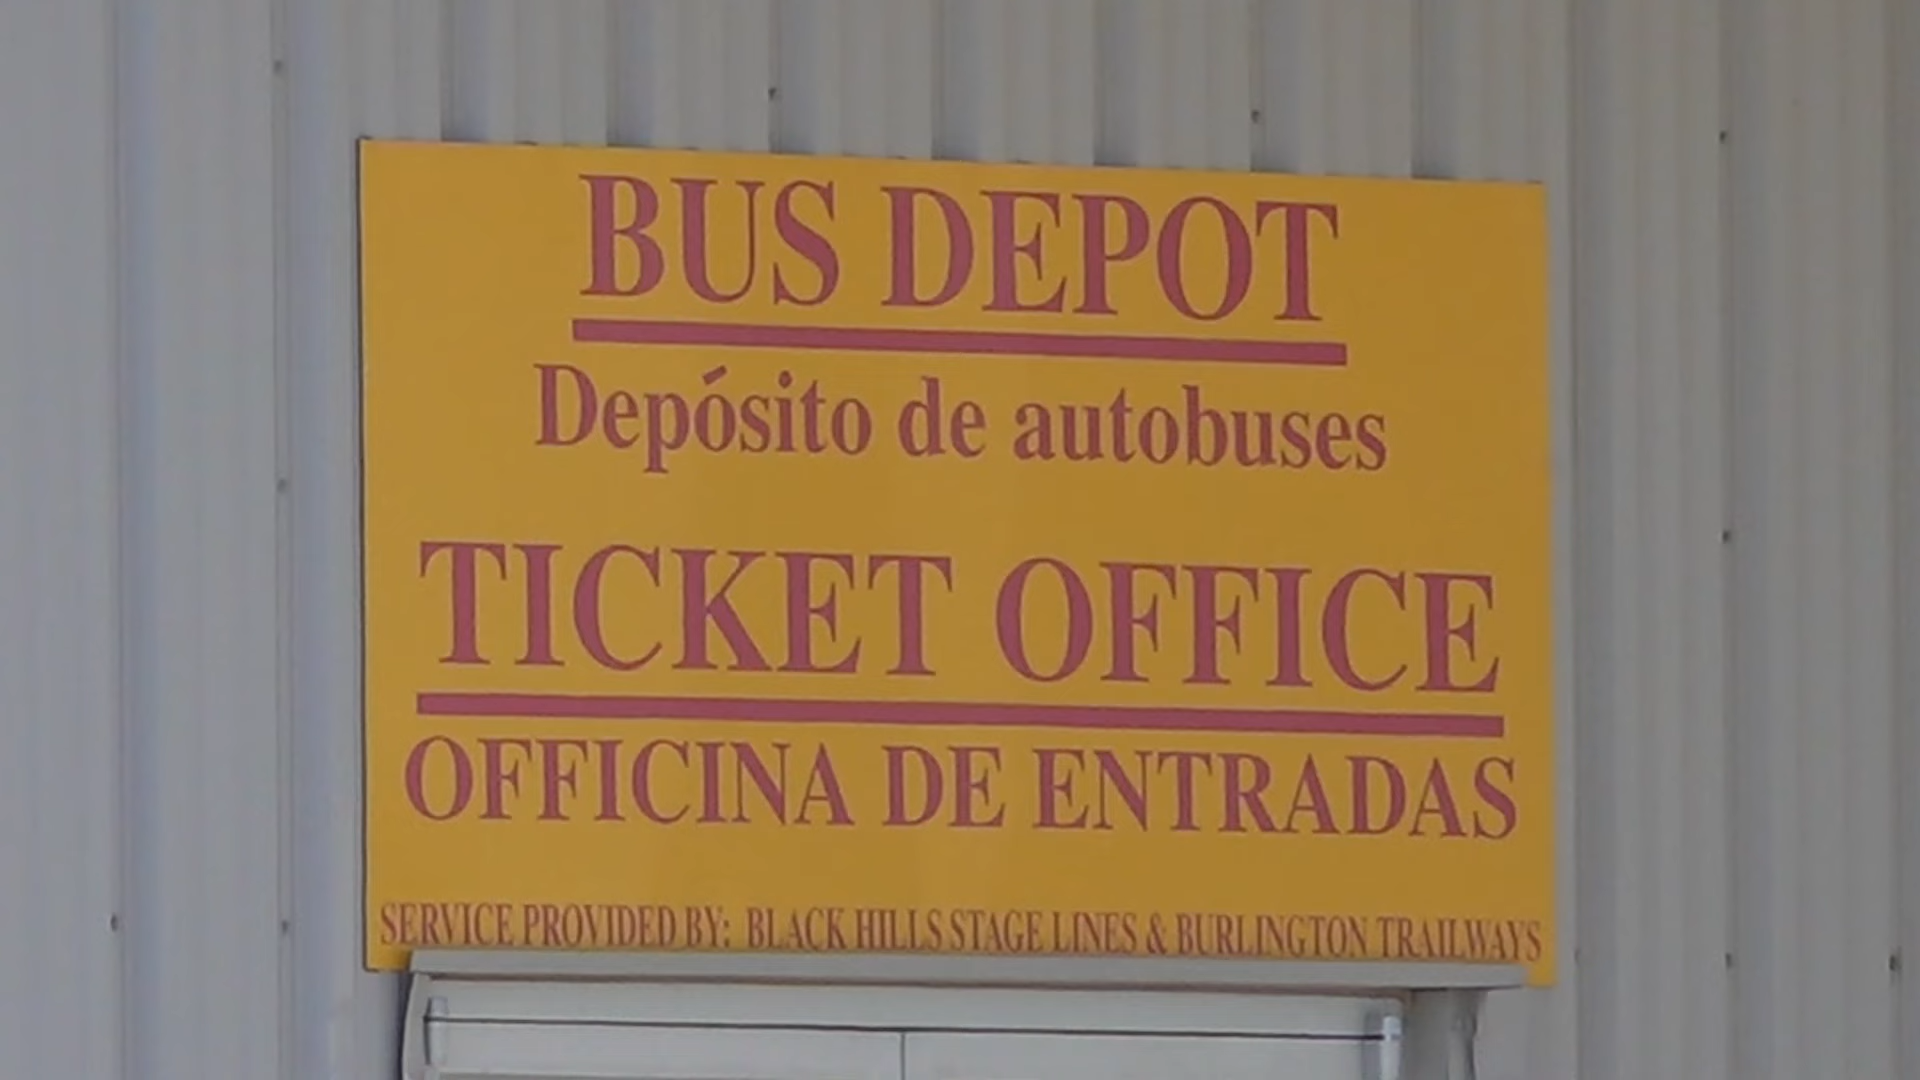 BUS DEPOT
Depósito de autobuses
TICKET OFFICE
OFFICINA DE ENTRADAS
SERVICE PROVIDED BY: BLACK HILLS STAGE LINES & BURLINGTON TRAILWAYS